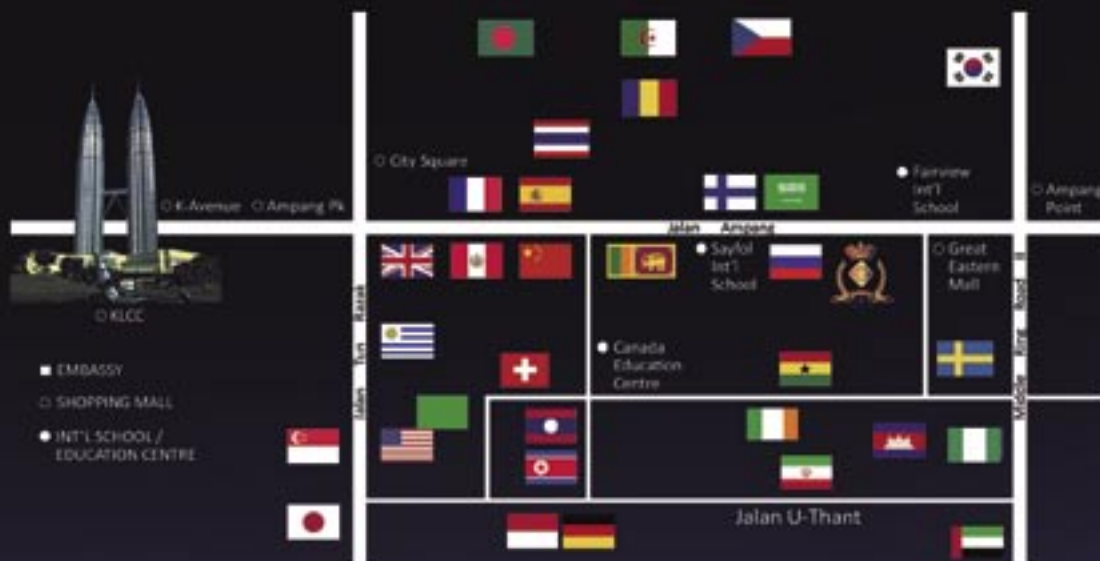 City Square
K-Avenue
Ampang Pk
Fairview
Int'l
School
Ampang
Point
Jalan Ampang
Sayfol
Int'l
School
Great
Eastern
Mall
KLCC
Jalan Tun Razak
Middle Ring Road II
Canada
Education
Centre
EMBASSY
SHOPPING MALL
INT'L SCHOOL /
EDUCATION CENTRE
Jalan U-Thant